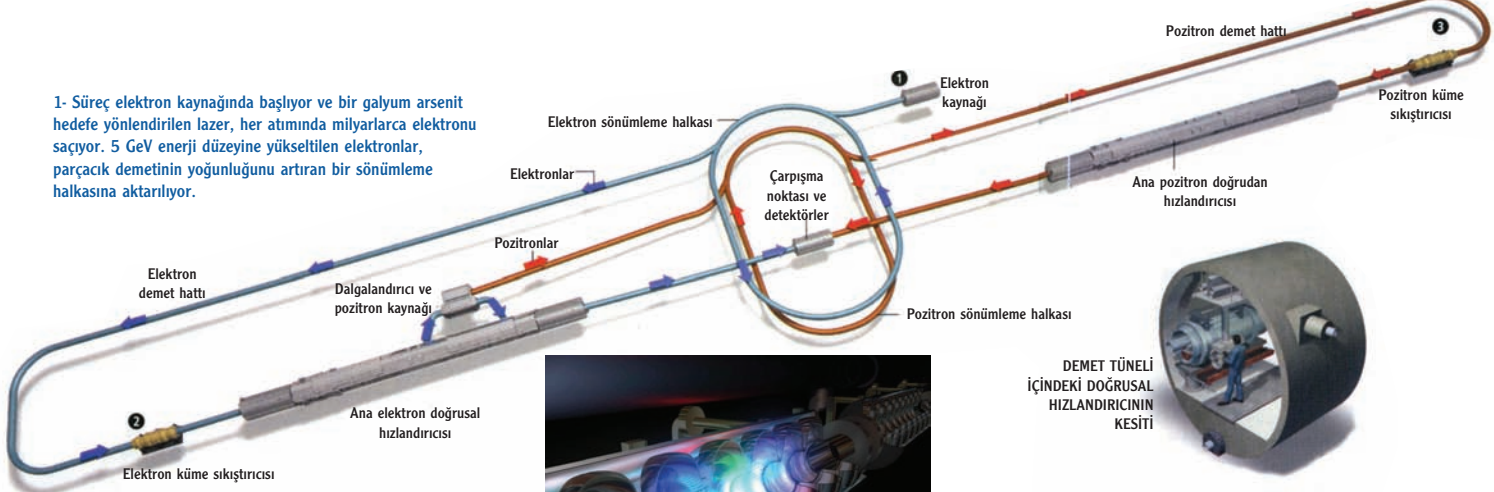 Pozitron demet hattı
3
1
Elektron
kaynağı
Pozitron küme
sıkıştırıcısı
1- Süreç elektron kaynağında başlıyor ve bir galyum arsenit
hedefe yönlendirilen lazer, her atımında milyarlarca elektronu
saçıyor. 5 GeV enerji düzeyine yükseltilen elektronlar,
parçacık demetinin yoğunluğunu artıran bir sönümleme
halkasına aktarılıyor.
Elektron sönümleme halkası
Elektronlar
Çarpışma
noktası ve
detektörler
Ana pozitron doğrudan
hızlandırıcısı
Pozitronlar
Elektron
demet hattı
Dalgalandırıcı ve
pozitron kaynağı
Pozitron sönümleme halkası
2
Ana elektron doğrusal
hızlandırıcısı
Elektron küme sıkıştırıcısı
DEMET TÜNELİ
İÇİNDEKİ DOĞRUSAL
HIZLANDIRICININ
KESİTİ